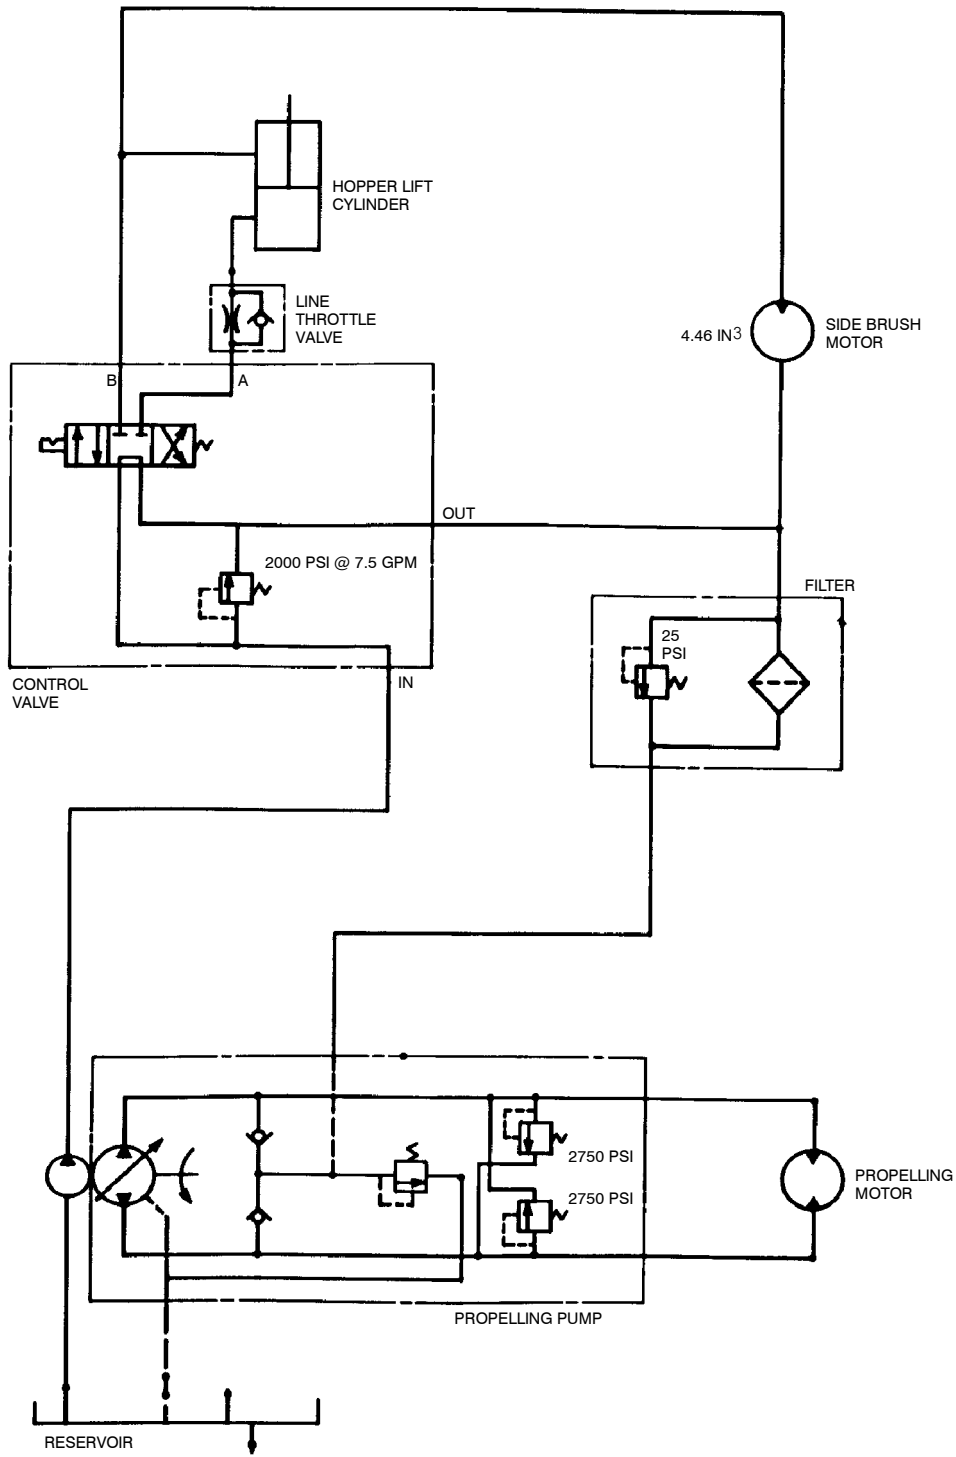 HOPPER LIFT
CYLINDER
LINE
THROTTLE
VALVE
4.46 IN3
SIDE BRUSH
MOTOR
B
A
OUT
2000 PSI @ 7.5 GPM
FILTER
25
PSI
CONTROL
VALVE
IN
2750 PSI
2750 PSI
PROPELLING
MOTOR
PROPELLING PUMP
RESERVOIR